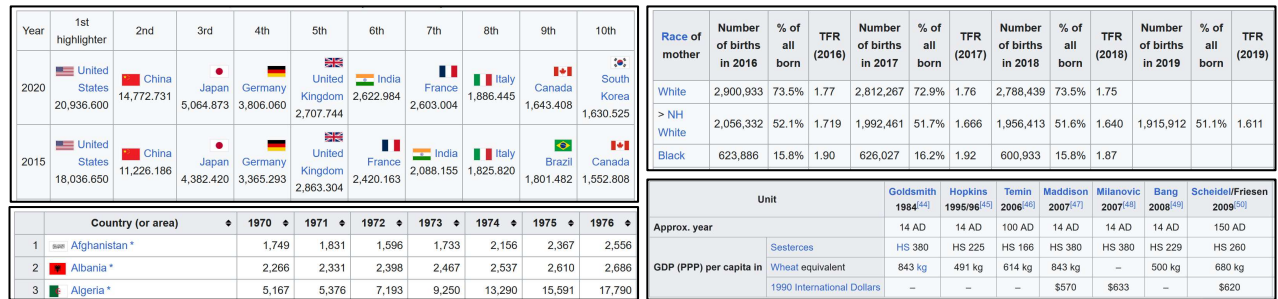 Year 1st highlighter 2nd 3rd 4th 5th 6th 7th 8th 9th 10th
2020 United States 20,936.600 China 14,772.731 Japan 5,064.873 Germany 3,806.060 United Kingdom 2,707.744 India 2,622,984 France 2,603.004 Italy 1,886.445 Canada 1,643.408 South Korea 1,630.525
2015 United States 18,036.650 China 11,226.186 Japan 4,382.420 Germany 3,365.293 United Kingdom 2,863.304 France 2,420.163 India 2,088.155 Italy 1,825.820 Brazil 1,801.482 Canada 1,552.808
Country (or area) 1970 1971 1972 1973 1974 1975 1976
1 Afghanistan * 1,749 1,831 1,596 1,733 2,156 2,367 2,556
2 Albania * 2,266 2,331 2,398 2,467 2,537 2,610 2,686
3 Algeria * 5,167 5,376 7,193 9,250 13,290 15,591 17,790
Race of mother Number of births in 2016 % of all born TFR (2016) Number of births in 2017 % of all born TFR (2017) Number of births in 2018 % of all born TFR (2018) Number of births in 2019 % of all born TFR (2019)
White 2,900,933 73.5% 1.77 2,812,267 72.9% 1.76 2,788,439 73.5% 1.75
> NH White 2,056,332 52.1% 1.719 1,992,461 51.7% 1.666 1,956,413 51.6% 1.640 1,915,912 51.1% 1.611
Black 623,886 15.8% 1.90 626,027 16.2% 1.92 600,933 15.8% 1.87
Unit Goldsmith 1984[44] Hopkins 1995/96[45] Temin 2006[46] Maddison 2007[47] Milanovic 2007[48] Bang 2008[49] Scheidel/Friesen 2009[50]
Approx. year 14 AD 14 AD 100 AD 14 AD 14 AD 14 AD 150 AD
GDP (PPP) per capita in Sesterces HS 380 HS 225 HS 166 HS 380 HS 380 HS 229 HS 260
Wheat equivalent 843 kg 491 kg 614 kg 843 kg – 500 kg 680 kg
1990 International Dollars – – – $570 $633 – $620